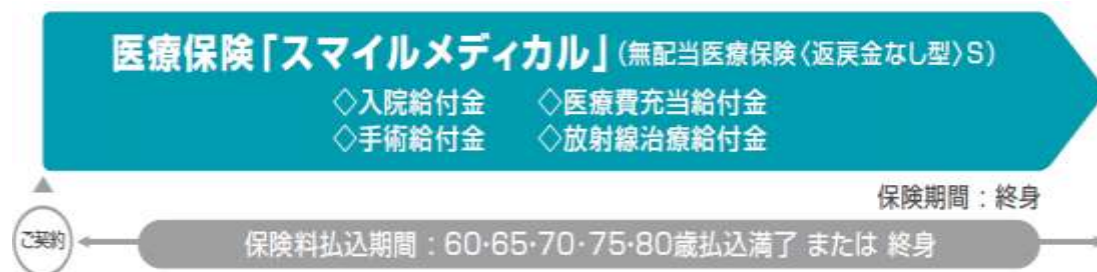 医療保険「スマイルメディカル」(無配当医療保険〈返戻金なし型〉S)
◇入院給付金 ◇医療費充当給付金
◇手術給付金 ◇放射線治療給付金
保険期間：終身
ご契約
保険料払込期間：60･65･70･75･80歳払込満了 または 終身